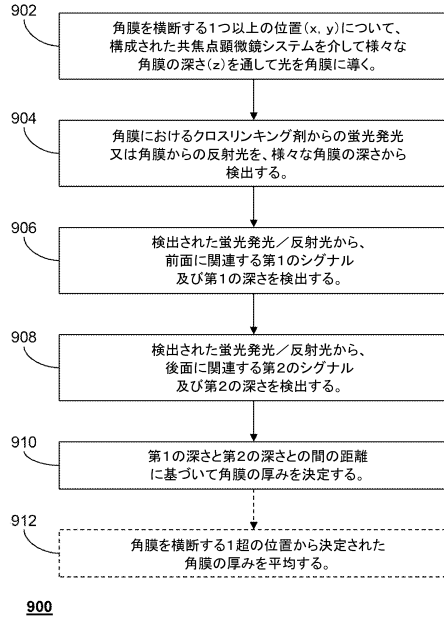 902
角膜を横断する1つ以上の位置(x, y)について、
構成された共焦点顕微鏡システムを介して様々な
角膜の深さ(z)を通して光を角膜に導く。
904
角膜におけるクロスリンキング剤からの蛍光発光
又は角膜からの反射光を、様々な角膜の深さから
検出する。
906
検出された蛍光発光／反射光から、
前面に関連する第1のシグナル
及び第1の深さを検出する。
908
検出された蛍光発光／反射光から、
後面に関連する第2のシグナル
及び第2の深さを検出する。
910
第1の深さと第2の深さとの間の距離
に基づいて角膜の厚みを決定する。
912
角膜を横断する1超の位置から決定された
角膜の厚みを平均する。
900